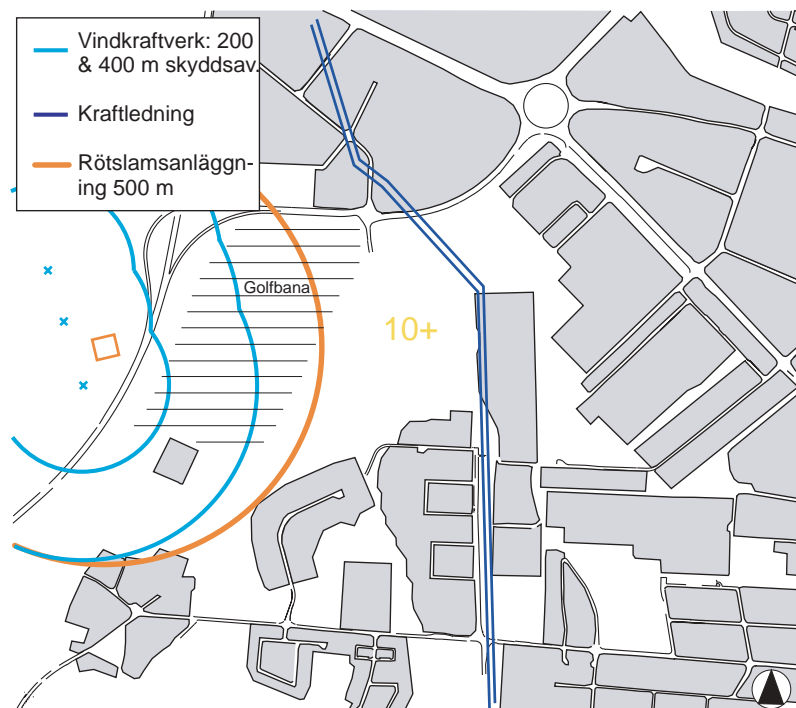 Vindkraftverk: 200
& 400 m skyddsav.
Kraftledning
Rötslamsanläggn-
ing 500 m
Golfbana
10+